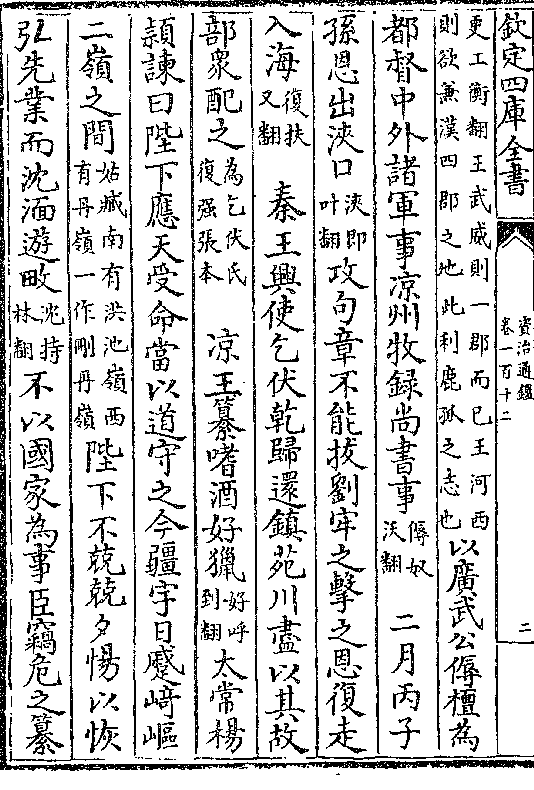 欽定四庫全書
資治通鑑
卷一百十二
二
更工衡翻王武威則一郡而已王河西
則欲兼漢四郡之地此利鹿孤之志也
以廣武公傉檀為
都督中外諸軍事凉州牧録尚書事
傉奴
沃翻
二月丙子
孫恩出浹口
浹即
叶翻
攻句章不能拔劉牢之擊之恩復走
入海
復扶
又翻
秦王興使乞伏乾歸還鎮苑川盡以其故
部衆配之
為乞伏氏
復强張本
凉王纂嗜酒好獵
好呼
到翻
太常楊
頴諫曰陛下應天受命當以道守之今疆宇日蹙﨑嶇
二嶺之間
姑臧南有洪池嶺西
有丹嶺一作刪丹嶺
陛下不兢兢夕惕以恢
弘先業而沈湎遊畋
沈持
林翻
不以國家為事臣竊危之纂